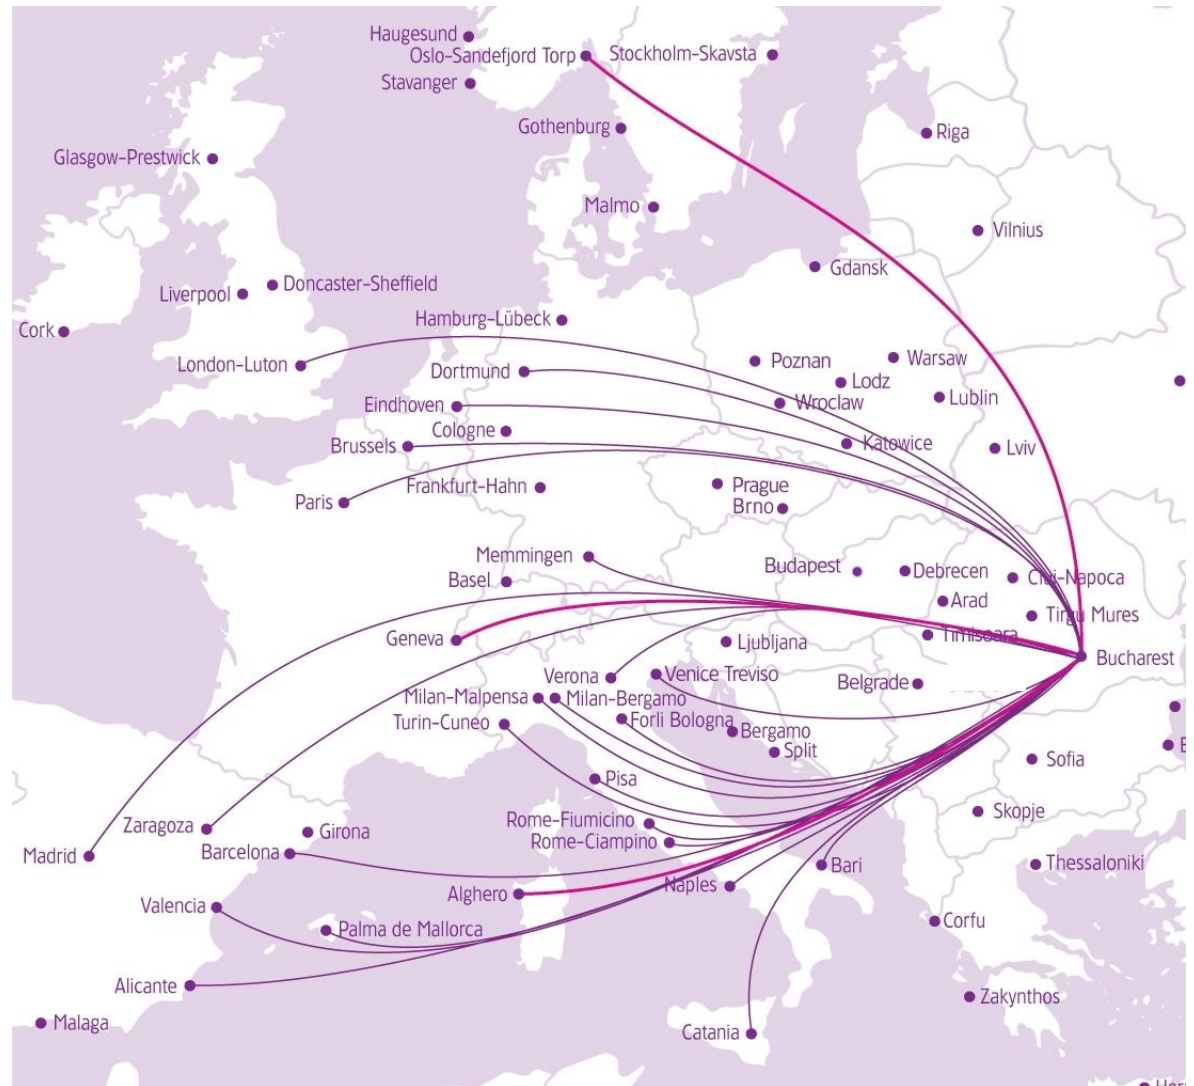 Haugesund
Oslo-Sandefjord Torp
Stockholm-Skavsta
Stavanger
Gothenburg
Riga
Glasgow-Prestwick
Malmo
Vilnius
Gdansk
Doncaster-Sheffield
Liverpool
Hamburg-Lübeck
Cork
London-Luton
Poznan
Warsaw
Dortmund
Lodz
Lublin
Eindhoven
Wroclaw
Cologne
Brussels
Katowice
Lviv
Frankfurt-Hahn
Prague
Paris
Brno
Memmingen
Budapest
Debrecen
Basel
Cluj-Napoca
Arad
Tirgu Mures
Geneva
Ljubljana
Timisoara
Bucharest
Verona
Venice Treviso
Belgrade
Milan-Malpensa
Milan-Bergamo
Turin-Cuneo
Forli Bologna
Bergamo
Split
Sofia
Pisa
Skopje
Rome-Fiumicino
Zaragoza
Girona
Rome-Ciampino
Madrid
Barcelona
Bari
Thessaloniki
Naples
Alghero
Valencia
Corfu
Palma de Mallorca
Alicante
Zakynthos
Malaga
Catania